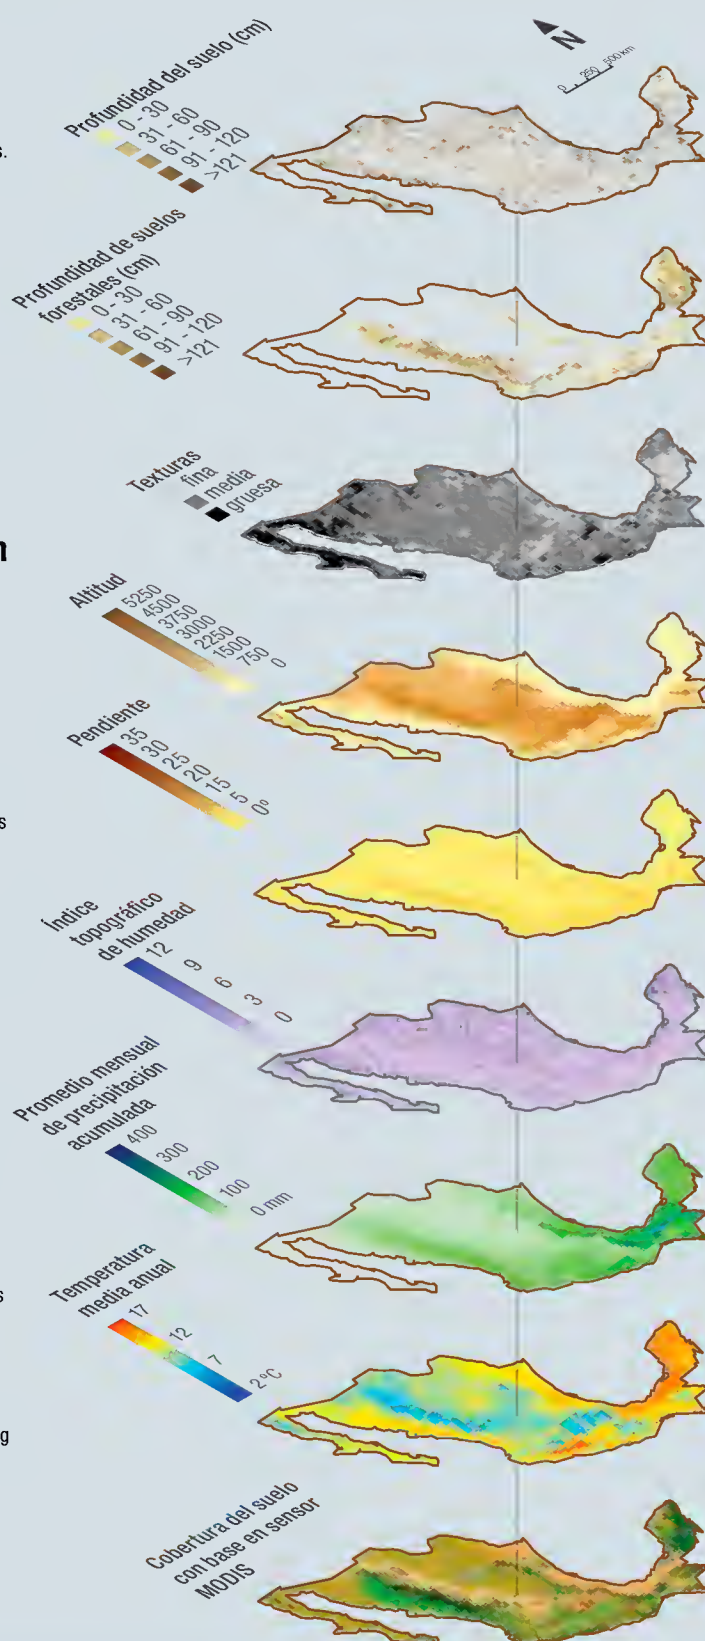 N
0 250 500 km
Profundidad del suelo (cm)
0 - 30
31 - 60
61 - 90
91 - 120
>121
s.
Profundidad de suelos
forestales (cm)
0 - 30
31 - 60
61 - 90
91 - 120
>121
Texturas
fina
media
gruesa
n
Altitud
5250
4500
3750
3000
2250
1500
750
0
Pendiente
35
30
25
20
15
5
0°
s
Índice
topográfico
de humedad
12
9
6
3
0
Promedio mensual
de precipitación
acumulada
400
300
200
100
0 mm
Temperatura
media anual
17
12
7
2 °C
s
g
Cobertura del suelo
con base en sensor
MODIS